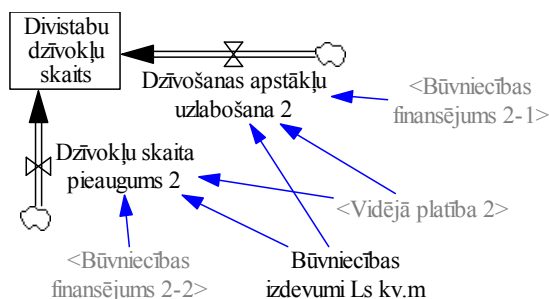 Divistabu
dzīvokļu
skaits
Dzīvošanas apstākļu
uzlabošana 2
<Būvniecības
finansējums 2-1>
Dzīvokļu skaita
pieaugums 2
<Vidējā platība 2>
<Būvniecības
finansējums 2-2>
Būvniecības
izdevumi Ls kv.m